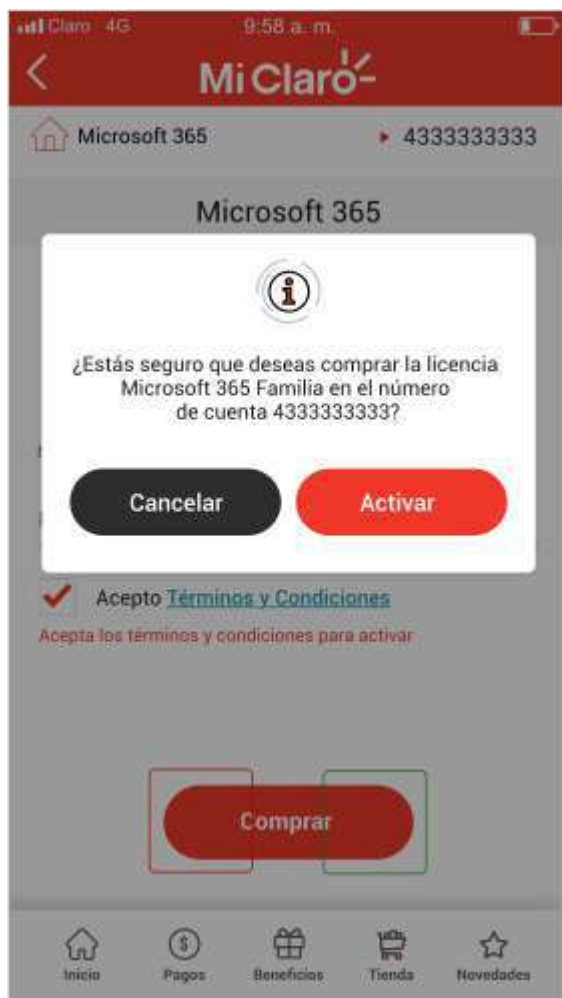 Claro 4G 9:58 a. m.
Mi Claro
Microsoft 365 4333333333
Microsoft 365
¿Estás seguro que deseas comprar la licencia
Microsoft 365 Familia en el número
de cuenta 4333333333?
Cancelar Activar
Acepto Términos y Condiciones
Acepta los términos y condiciones para activar
Comprar
Inicio Pagos Beneficios Tienda Novedades